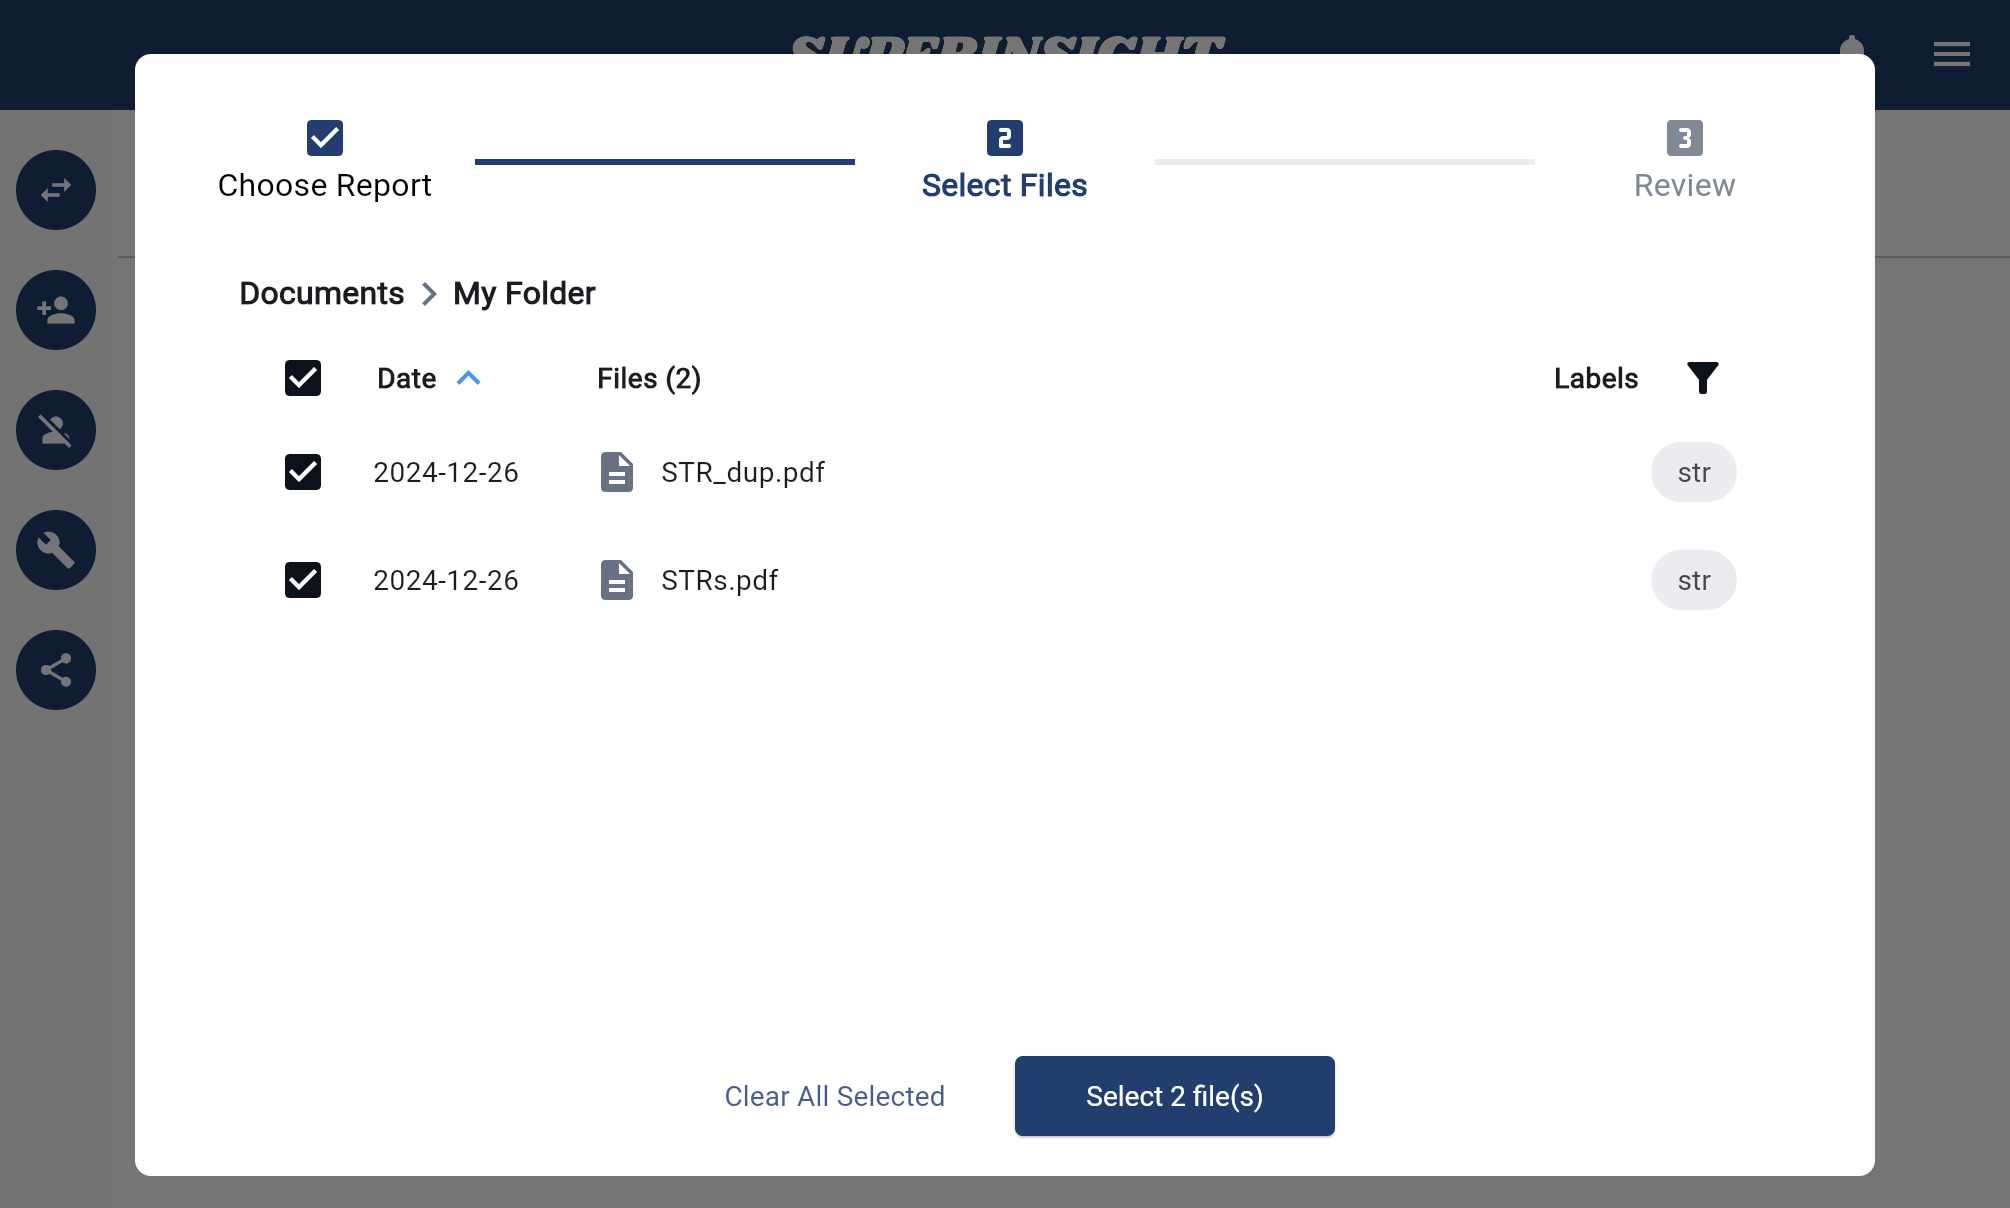 SUPERINSIGHT
2
3
Choose Report
Select Files
Review
Documents > My Folder
Date
Files (2)
Labels
2024-12-26
STR_dup.pdf
str
2024-12-26
STRs.pdf
str
Clear All Selected
Select 2 file(s)